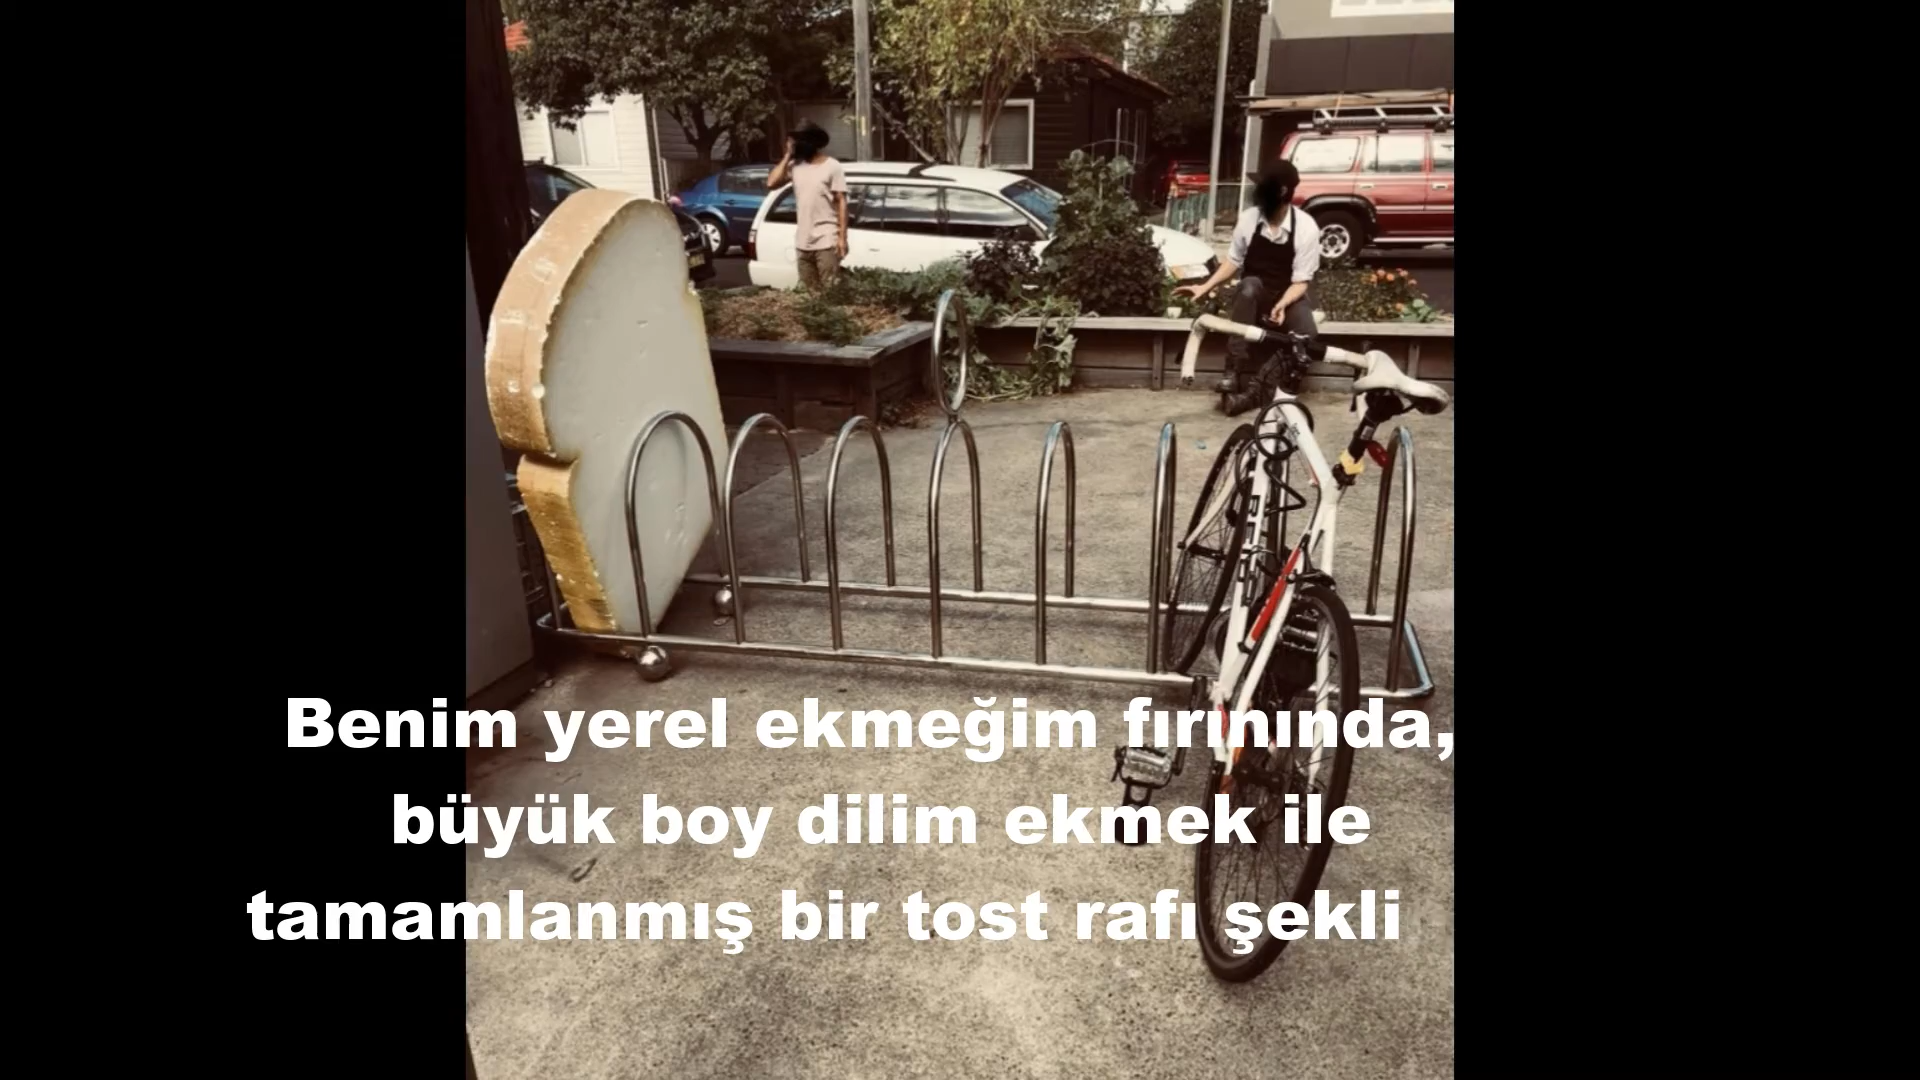 Benim yerel ekmeğim fırınında,
büyük boy dilim ekmek ile
tamamlanmış bir tost rafı şekli